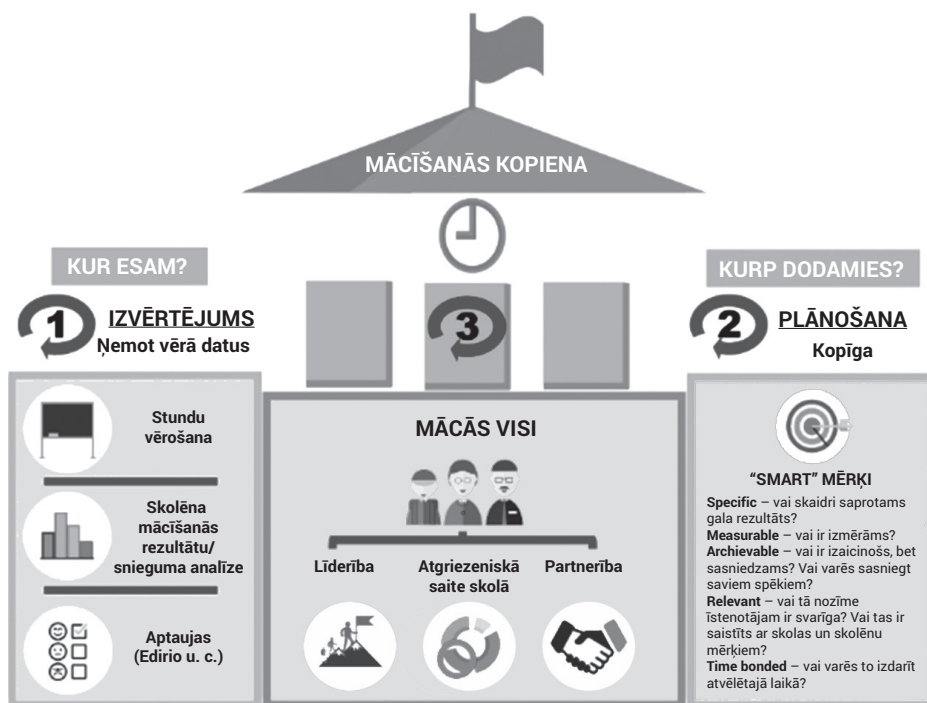 MĀCĪŠANĀS KOPIENA
KUR ESAM?
1
IZVĒRTĒJUMS
Ņemot vērā datus
Stundu
vērošana
Skolēna
mācīšanās
rezultātu/
snieguma analīze
Aptaujas
(Edirio u. c.)
3
MĀCĀS VISI
Līderība
Atgriezeniskā
saite skolā
Partnerība
KURP DODAMIES?
2
PLĀNOŠANA
Kopīga
“SMART” MĒRĶI
Specific – vai skaidri saprotams
gala rezultāts?
Measurable – vai ir izmērāms?
Archievable – vai ir izaicinošs, bet
sasniedzams? Vai varēs sasniegt
saviem spēkiem?
Relevant – vai tā nozīme
īstenotājam ir svarīga? Vai tas ir
saistīts ar skolas un skolēnu
mērķiem?
Time bonded – vai varēs to izdarīt
atvēlētajā laikā?